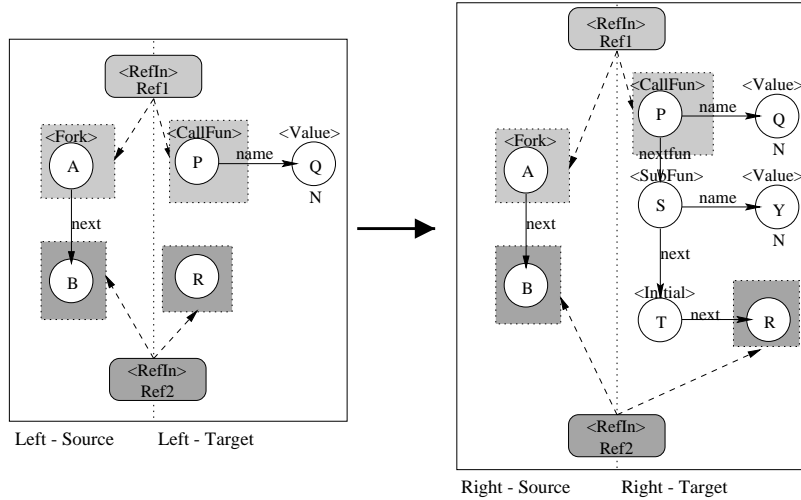 <RefIn>
Ref1
<Fork>
A
<CallFun>
P
name
<Value>
Q
N
next
B
R
<RefIn>
Ref2
Left - Source
Left - Target
<RefIn>
Ref1
<CallFun>
P
name
<Value>
Q
N
nextfun
<Fork>
A
<SubFun>
S
name
<Value>
Y
N
next
next
B
<Initial>
T
next
R
<RefIn>
Ref2
Right - Source
Right - Target